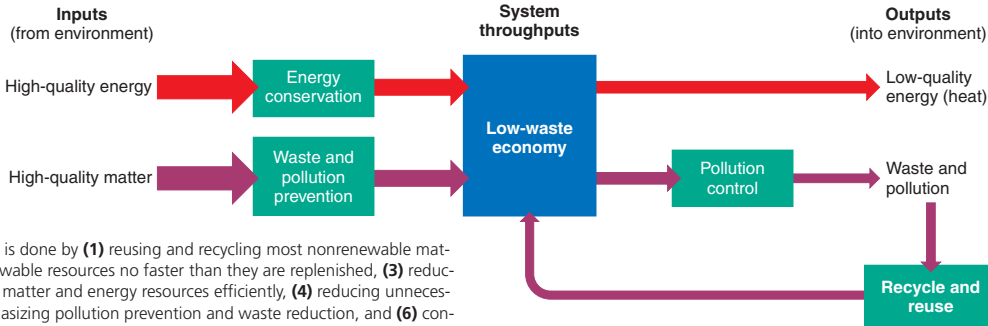 Inputs
(from environment)
System
throughputs
Outputs
(into environment)
High-quality energy
Energy
conservation
Low-quality
energy (heat)
Low-waste
economy
High-quality matter
Waste and
pollution
prevention
Pollution
control
Waste and
pollution
Recycle and
reuse
is done by (1) reusing and recycling most nonrenewable mat-
wable resources no faster than they are replenished, (3) reduc-
matter and energy resources efficiently, (4) reducing unneces-
asizing pollution prevention and waste reduction, and (6) con-